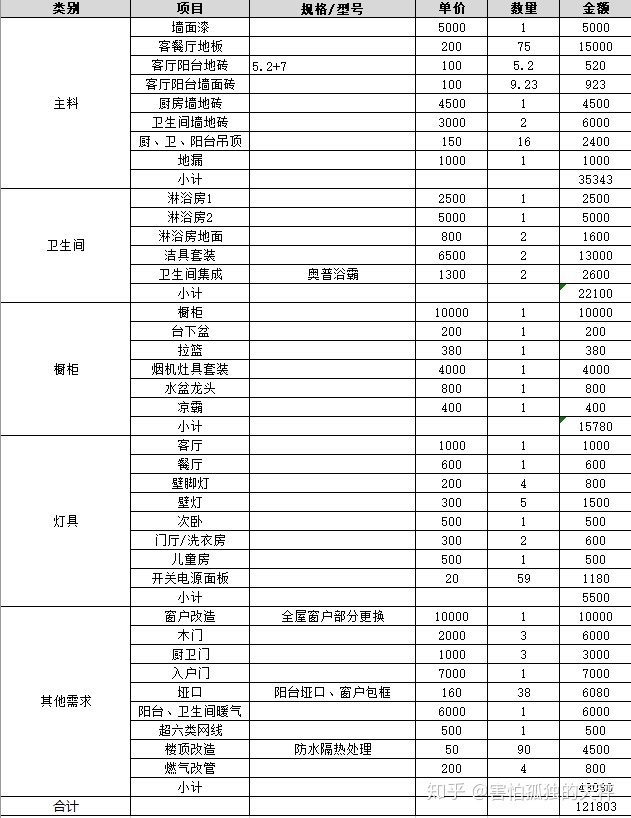 类别 项目 规格/型号 单价 数量 金额
主料 墙面漆 5000 1 5000
客餐厅地板 200 75 15000
客厅阳台地砖 5.2+7 100 5.2 520
客厅阳台墙面砖 100 9.23 923
厨房墙地砖 4500 1 4500
卫生间墙地砖 3000 2 6000
厨、卫、阳台吊顶 150 16 2400
地漏 1000 1 1000
小计 35343
卫生间 淋浴房1 2500 1 2500
淋浴房2 5000 1 5000
淋浴房地面 800 2 1600
洁具套装 6500 2 13000
卫生间集成 奥普浴霸 1300 2 2600
小计 22100
橱柜 橱柜 10000 1 10000
台下盆 200 1 200
拉篮 380 1 380
烟机灶具套装 4000 1 4000
水盆龙头 800 1 800
凉霸 400 1 400
小计 15780
灯具 客厅 1000 1 1000
餐厅 600 1 600
壁脚灯 200 4 800
壁灯 300 5 1500
次卧 500 1 500
门厅/洗衣房 300 2 600
儿童房 500 1 500
开关电源面板 20 59 1180
小计 5500
其他需求 窗户改造 全屋窗户部分更换 10000 1 10000
木门 2000 3 6000
厨卫门 1000 3 3000
入户门 7000 1 7000
垭口 阳台垭口、窗户包框 160 38 6080
阳台、卫生间暖气 6000 1 6000
超六类网线 500 1 500
楼顶改造 防水隔热处理 50 90 4500
燃气改管 200 4 800
小计
知乎 @害怕孤独的
合计 121803